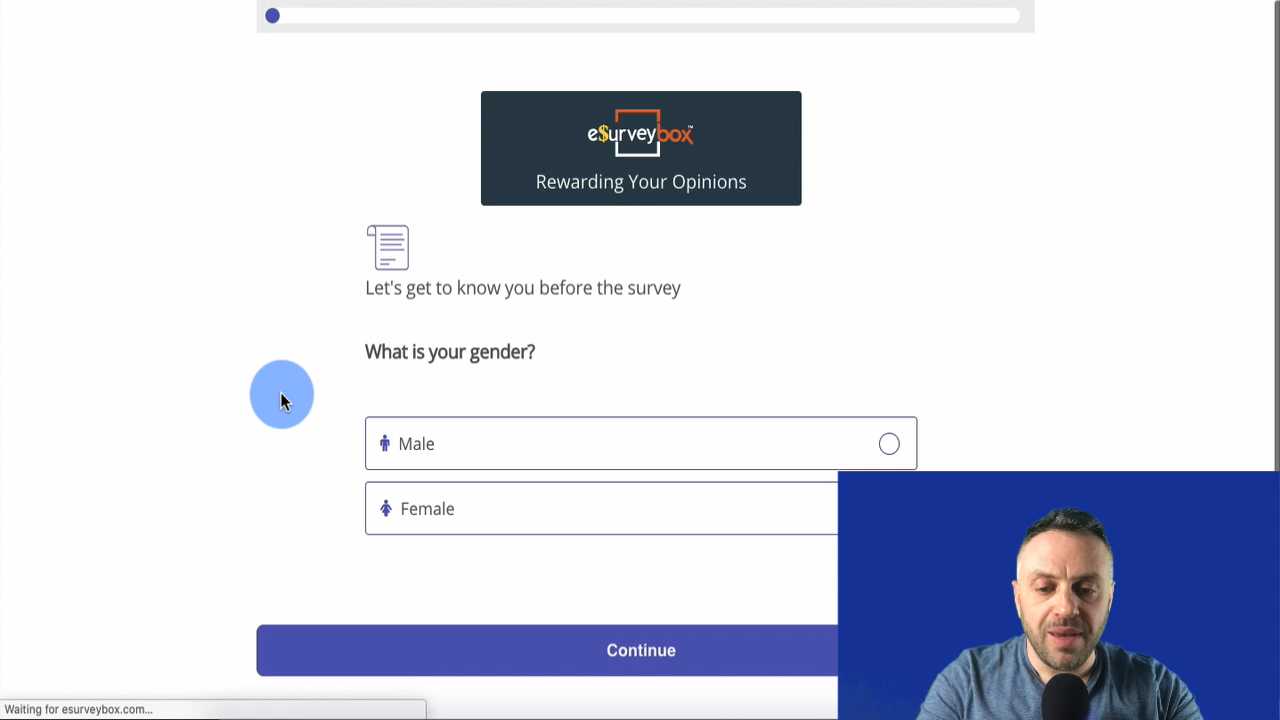 e$urveybox™
Rewarding Your Opinions
Let's get to know you before the survey
What is your gender?
Male
Female
Continue
Waiting for esurveybox.com...